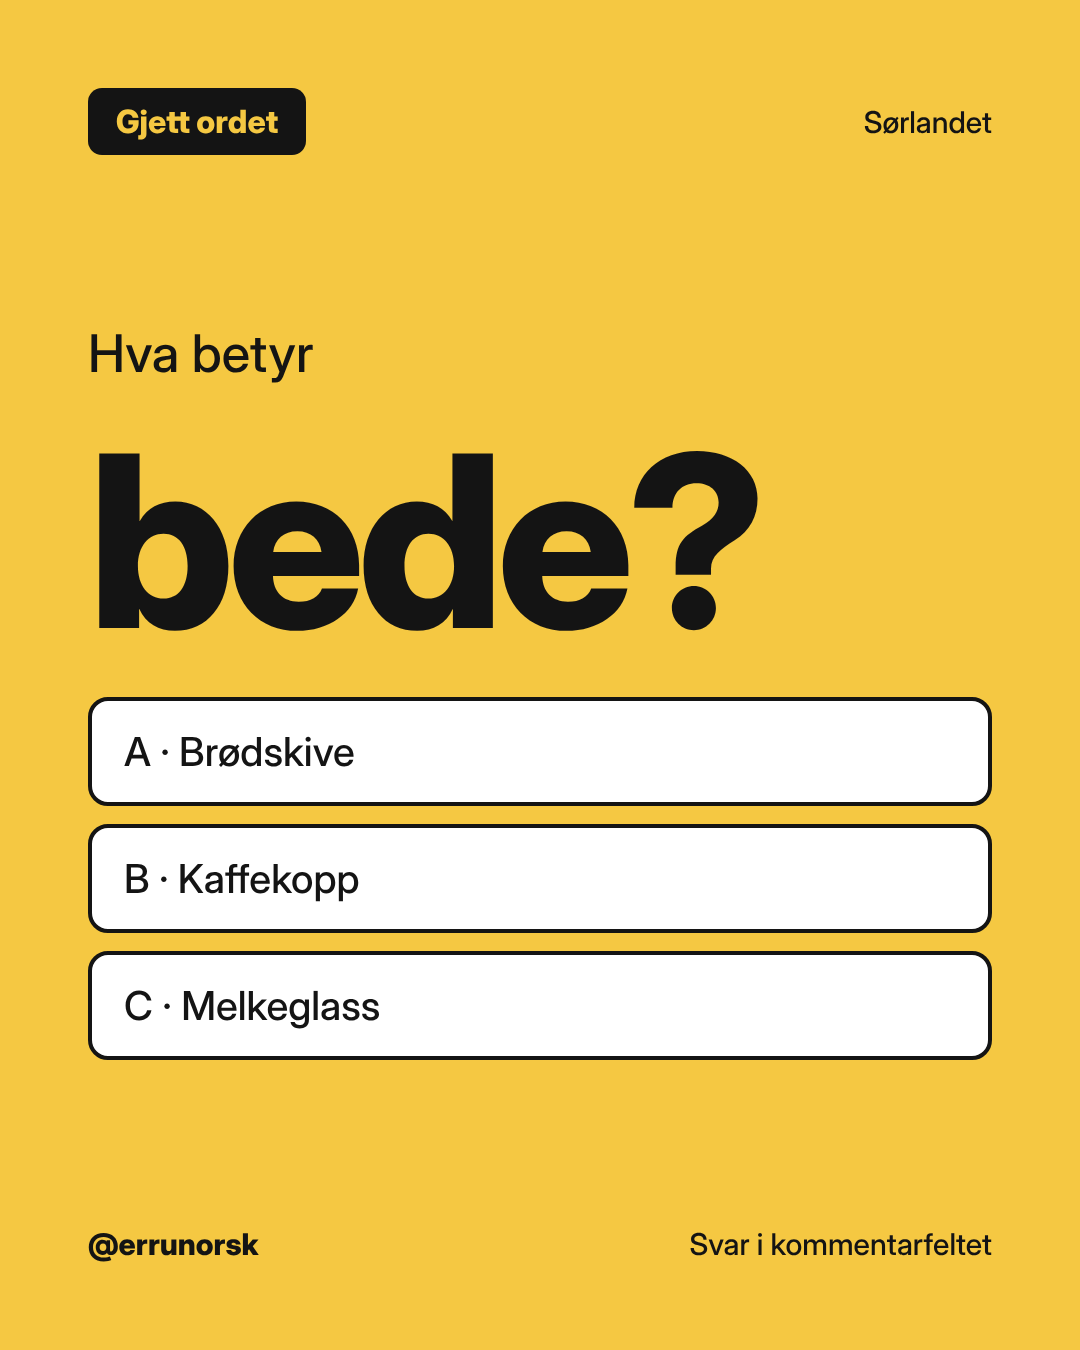 Gjett ordet
Sørlandet
Hva betyr
bede?
A · Brødskive
B · Kaffekopp
C · Melkeglass
@errunorsk
Svar i kommentarfeltet